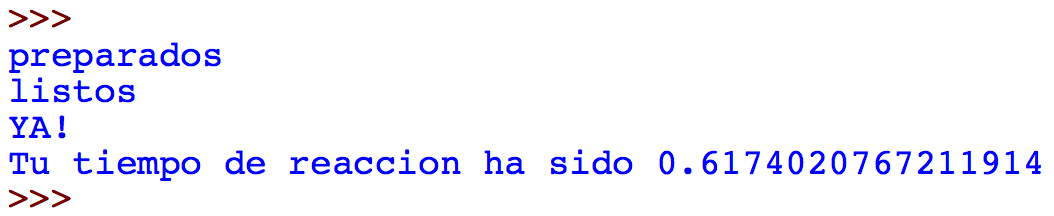 >>>
preparados
listos
YA!
Tu tiempo de reaccion ha sido 0.6174020767211914
>>>